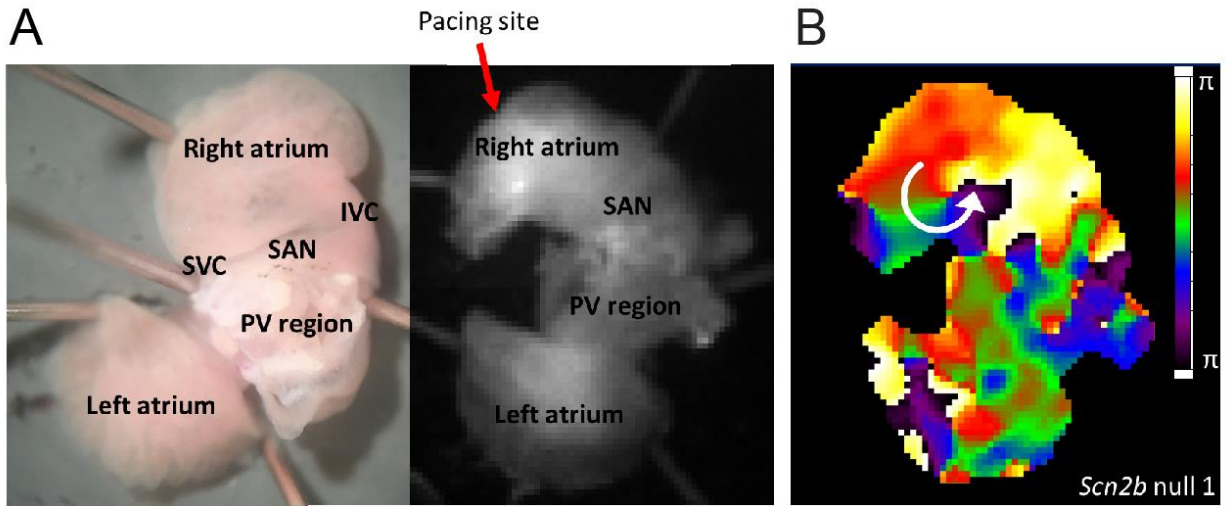 A
Pacing site
B
Right atrium
IVC
SAN
SVC
PV region
Left atrium
Right atrium
SAN
PV region
Left atrium
π
π
Scn2b null 1